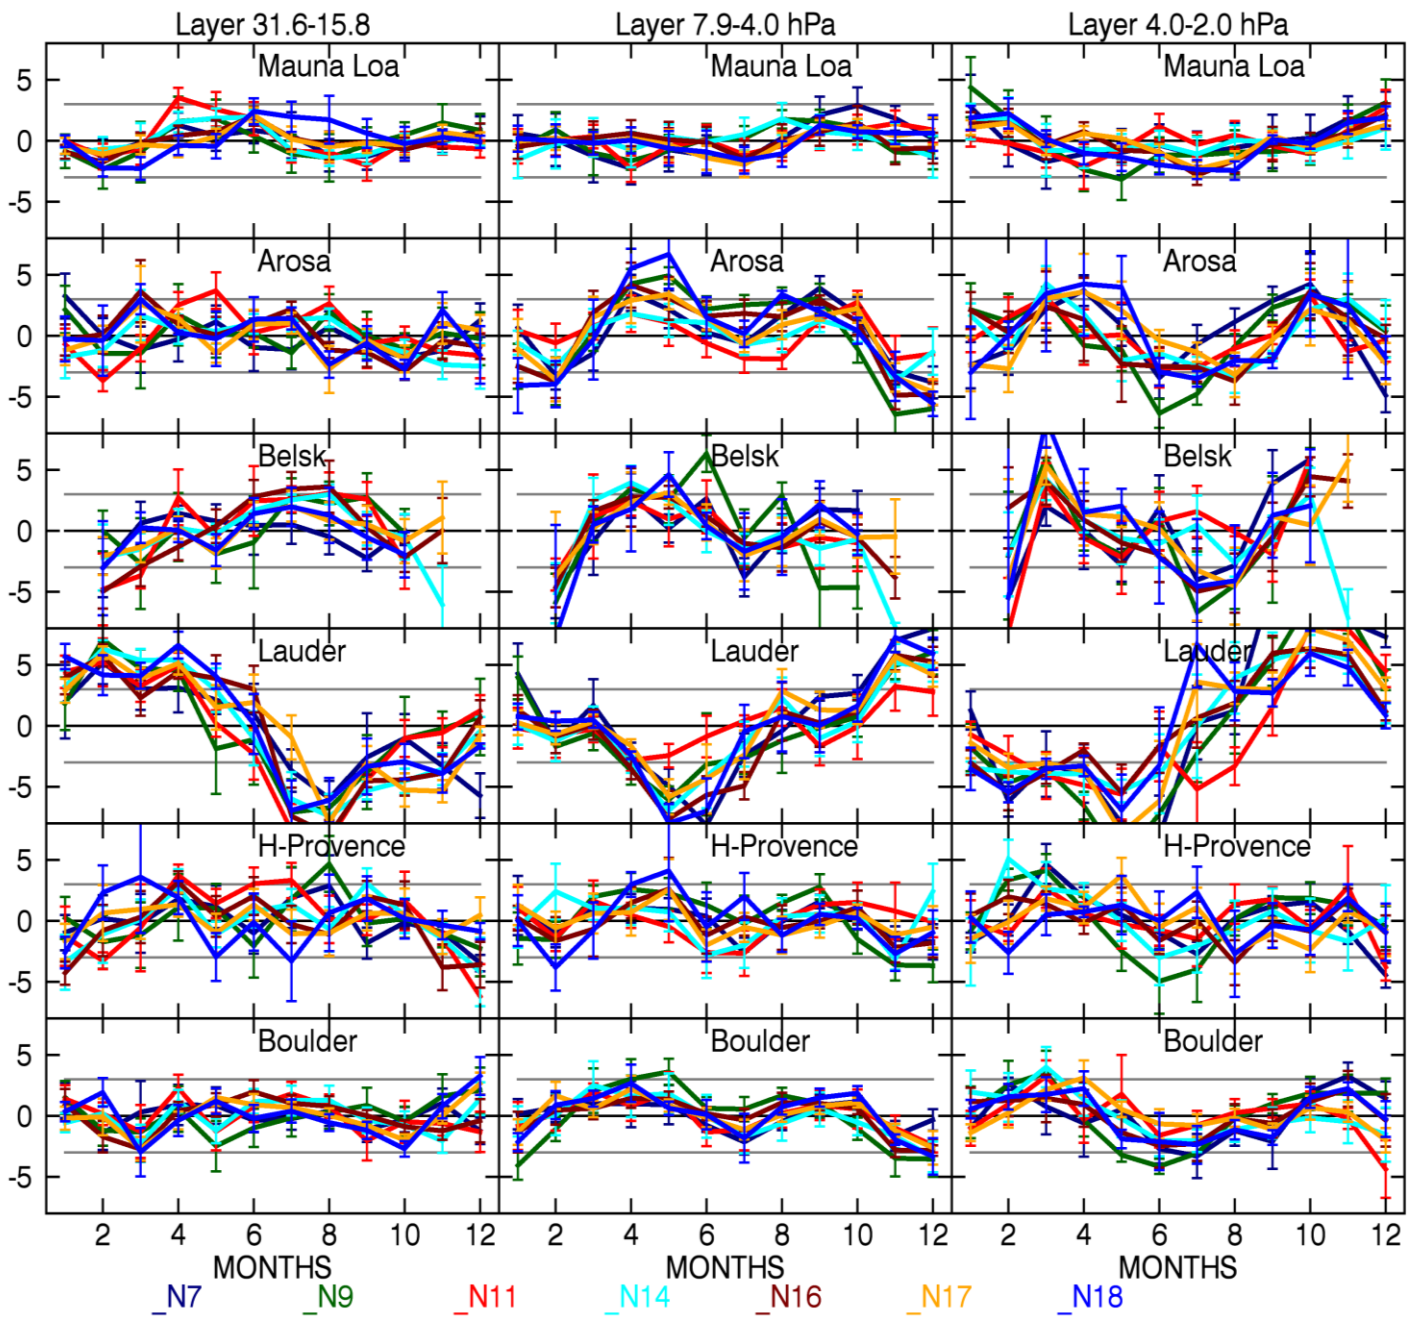 Layer 31.6-15.8 Layer 7.9-4.0 hPa Layer 4.0-2.0 hPa
Mauna Loa Mauna Loa Mauna Loa
5
0
-5
Arosa Arosa Arosa
5
0
-5
Belsk Belsk Belsk
5
0
-5
Lauder Lauder Lauder
5
0
-5
H-Provence H-Provence H-Provence
5
0
-5
Boulder Boulder Boulder
5
0
-5
2 4 6 8 10 12 2 4 6 8 10 12 2 4 6 8 10 12
MONTHS MONTHS MONTHS
_N7 _N9 _N11 _N14 _N16 _N17 _N18